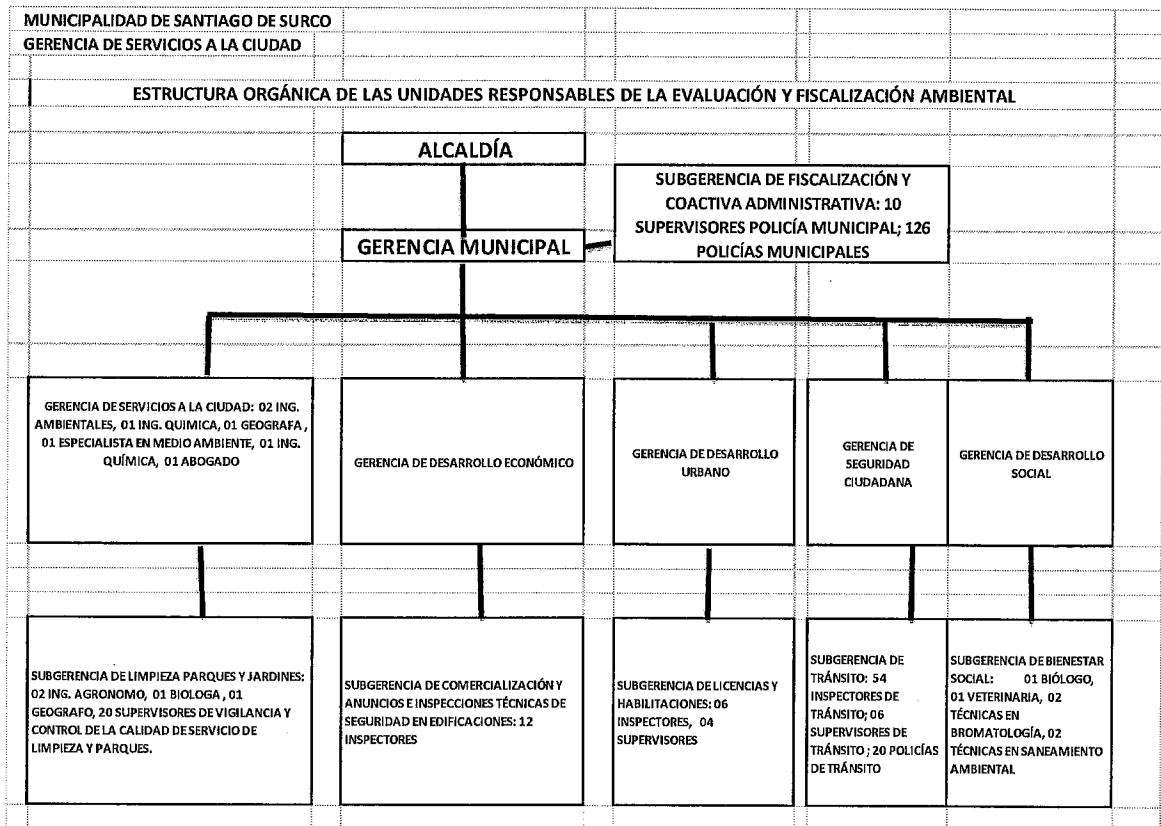 MUNICIPALIDAD DE SANTIAGO DE SURCO
GERENCIA DE SERVICIOS A LA CIUDAD
ESTRUCTURA ORGÁNICA DE LAS UNIDADES RESPONSABLES DE LA EVALUACIÓN Y FISCALIZACIÓN AMBIENTAL
ALCALDÍA
SUBGERENCIA DE FISCALIZACIÓN Y
COACTIVA ADMINISTRATIVA: 10
SUPERVISORES POLICÍA MUNICIPAL; 126
POLICÍAS MUNICIPALES
GERENCIA MUNICIPAL
GERENCIA DE SERVICIOS A LA CIUDAD: 02 ING.
AMBIENTALES, 01 ING. QUIMICA, 01 GEOGRAFA ,
01 ESPECIALISTA EN MEDIO AMBIENTE, 01 ING.
QUÍMICA, 01 ABOGADO
GERENCIA DE DESARROLLO ECONÓMICO
GERENCIA DE DESARROLLO
URBANO
GERENCIA DE
SEGURIDAD
CIUDADANA
GERENCIA DE DESARROLLO
SOCIAL
SUBGERENCIA DE LIMPIEZA PARQUES Y JARDINES:
02 ING. AGRONOMO, 01 BIOLOGA , 01
GEOGRAFO, 20 SUPERVISORES DE VIGILANCIA Y
CONTROL DE LA CALIDAD DE SERVICIO DE
LIMPIEZA Y PARQUES.
SUBGERENCIA DE COMERCIALIZACIÓN Y
ANUNCIOS E INSPECCIONES TÉCNICAS DE
SEGURIDAD EN EDIFICACIONES: 12
INSPECTORES
SUBGERENCIA DE LICENCIAS Y
HABILITACIONES: 06
INSPECTORES, 04
SUPERVISORES
SUBGERENCIA DE
TRÁNSITO: 54
INSPECTORES DE
TRÁNSITO; 06
SUPERVISORES DE
TRÁNSITO ; 20 POLICÍAS
DE TRÁNSITO
SUBGERENCIA DE BIENESTAR
SOCIAL: 01 BIÓLOGO,
01 VETERINARIA, 02
TÉCNICAS EN
BROMATOLOGÍA, 02
TÉCNICAS EN SANEAMIENTO
AMBIENTAL